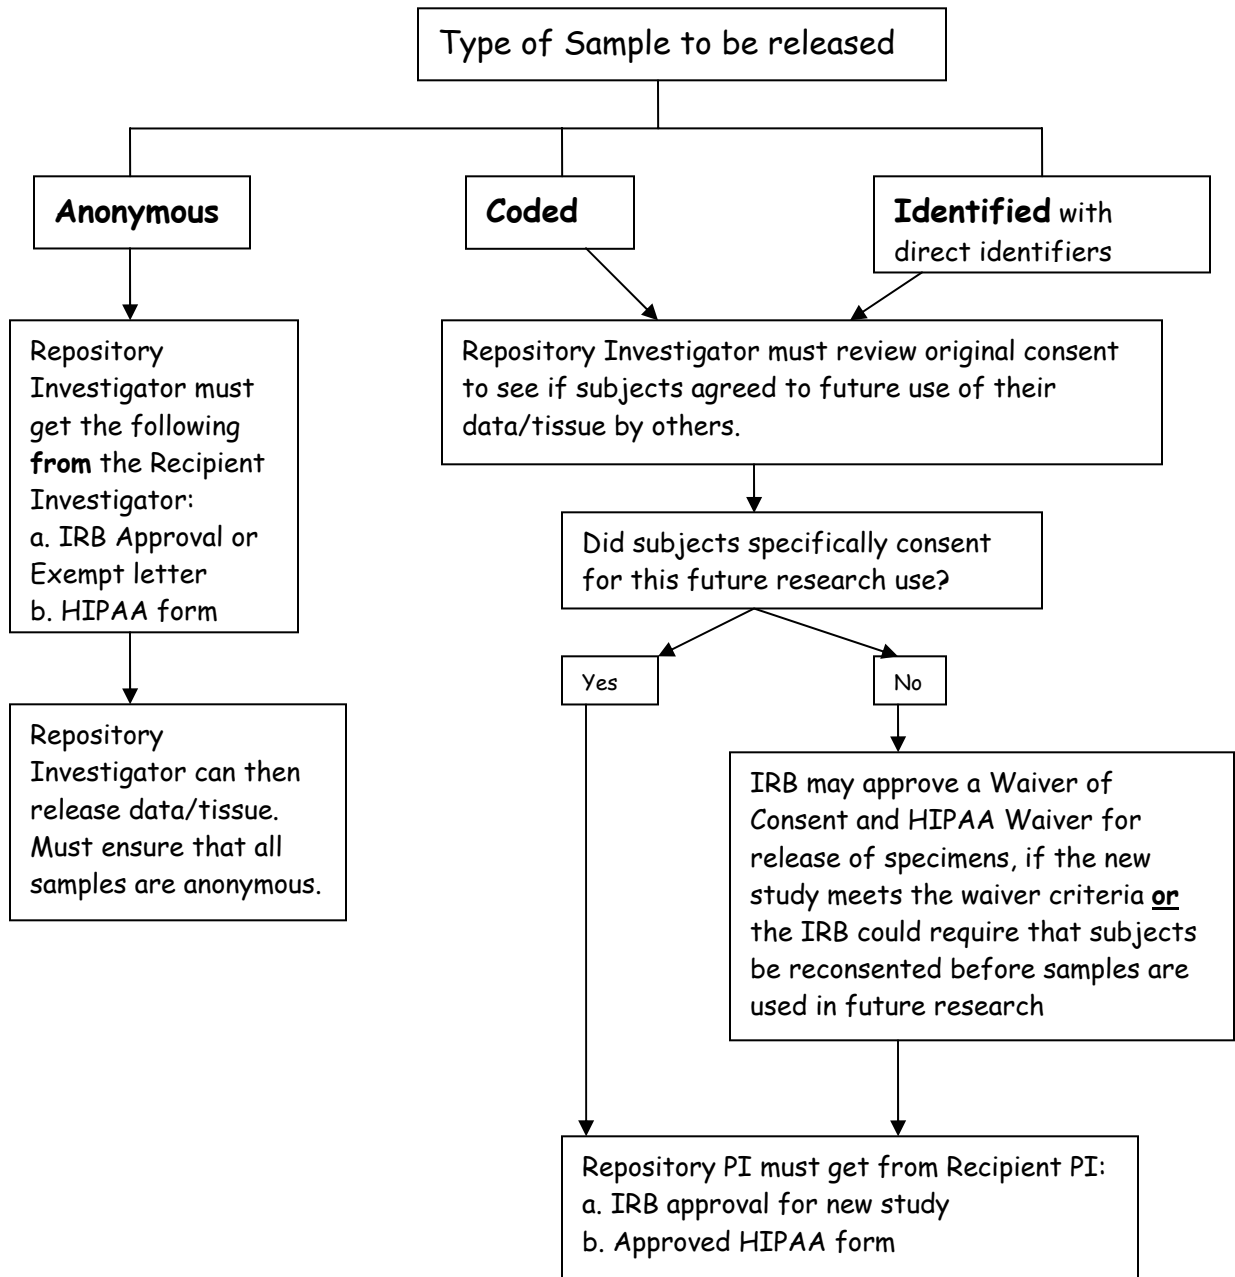 Type of Sample to be released
Anonymous
Coded
Identified with
direct identifiers
Repository
Investigator must
get the following
from the Recipient
Investigator:
a. IRB Approval or
Exempt letter
b. HIPAA form
Repository Investigator must review original consent
to see if subjects agreed to future use of their
data/tissue by others.
Did subjects specifically consent
for this future research use?
Yes
No
Repository
Investigator can then
release data/tissue.
Must ensure that all
samples are anonymous.
IRB may approve a Waiver of
Consent and HIPAA Waiver for
release of specimens, if the new
study meets the waiver criteria or
the IRB could require that subjects
be reconsented before samples are
used in future research
Repository PI must get from Recipient PI:
a. IRB approval for new study
b. Approved HIPAA form